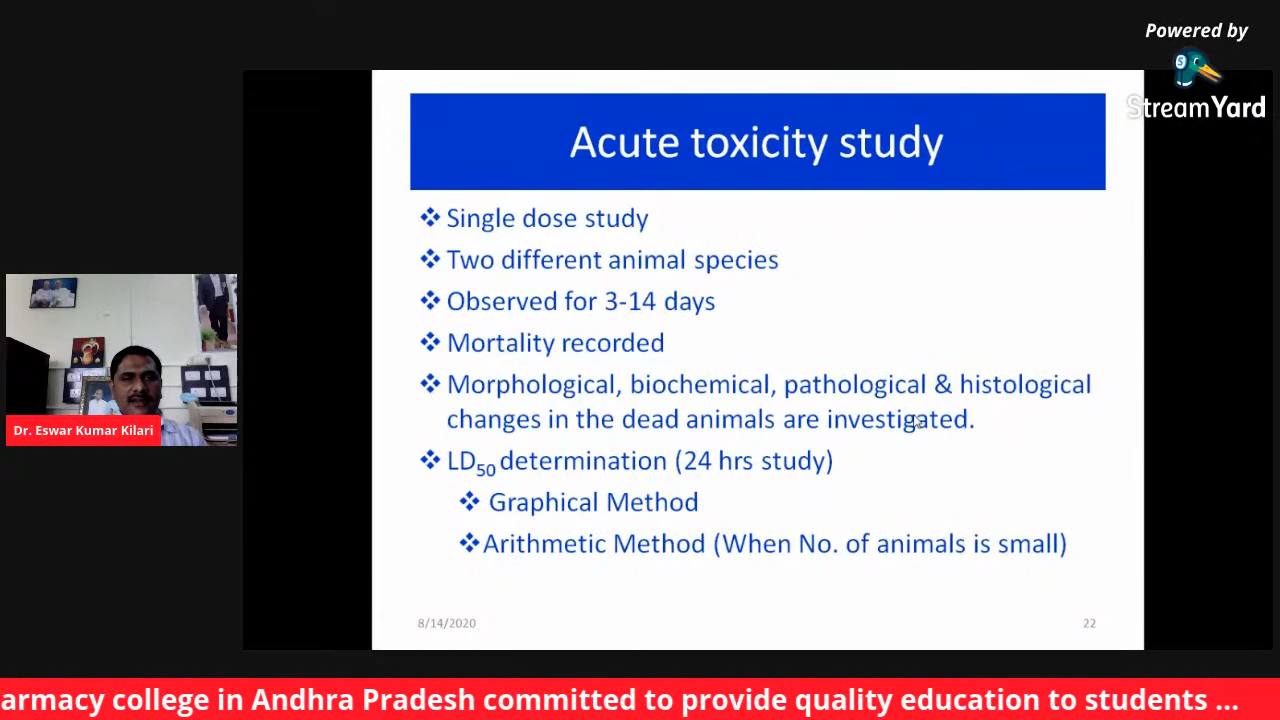 Powered by
StreamYard
Acute toxicity study
❖ Single dose study
❖ Two different animal species
❖ Observed for 3-14 days
❖ Mortality recorded
❖ Morphological, biochemical, pathological & histological
changes in the dead animals are investigated.
❖ LD50 determination (24 hrs study)
❖ Graphical Method
❖Arithmetic Method (When No. of animals is small)
8/14/2020
22
Dr. Eswar Kumar Kilari
armacy college in Andhra Pradesh committed to provide quality education to students ...